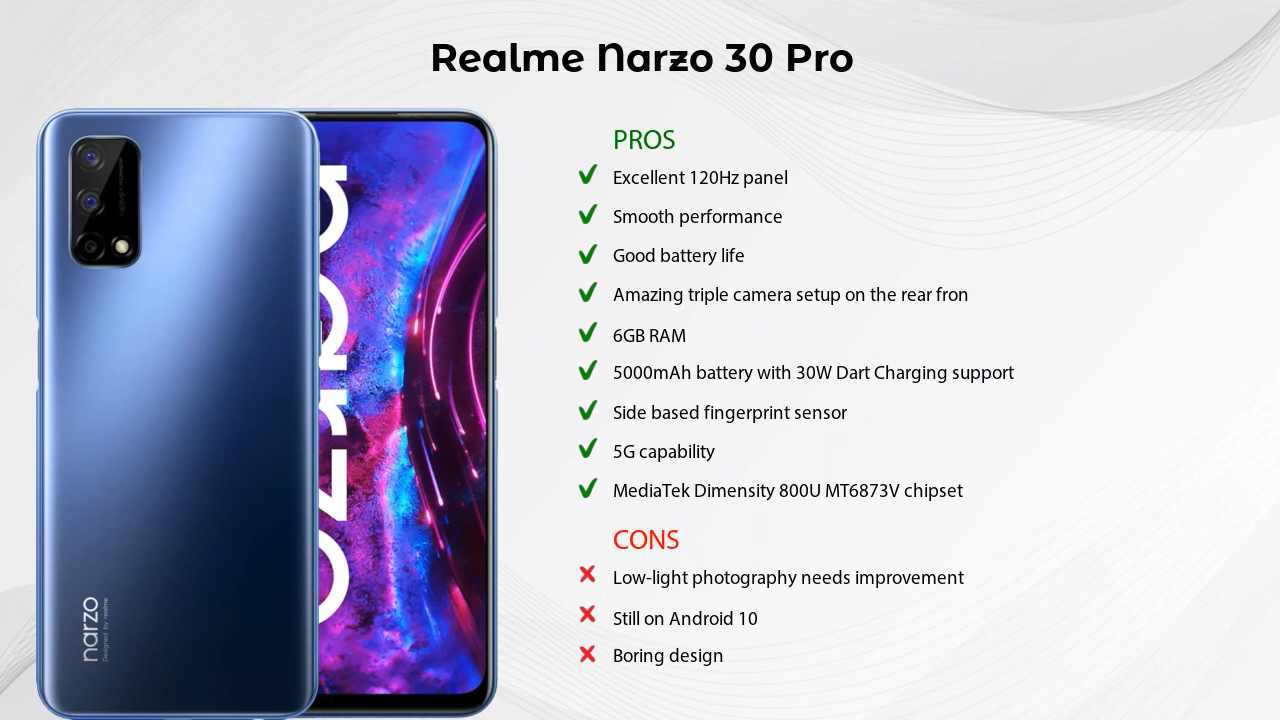 Realme Narzo 30 Pro
PROS
Excellent 120Hz panel
Smooth performance
Good battery life
Amazing triple camera setup on the rear fron
6GB RAM
5000mAh battery with 30W Dart Charging support
Side based fingerprint sensor
5G capability
MediaTek Dimensity 800U MT6873V chipset
CONS
Low-light photography needs improvement
Still on Android 10
Boring design
narzo
Designed by realme
narzo